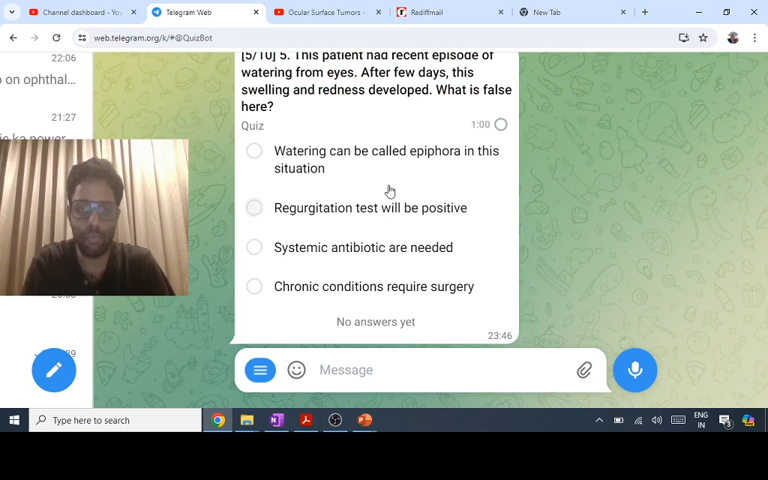 Channel dashboard - You
Telegram Web
Ocular Surface Tumors -
Rediffmail
New Tab
web.telegram.org/k/#@QuizBot
22:06
on ophthal...
21:27
[5/10] 5. This patient had recent episode of
watering from eyes. After few days, this
swelling and redness developed. What is false
here?
Quiz
1:00
Watering can be called epiphora in this
situation
Regurgitation test will be positive
Systemic antibiotic are needed
Chronic conditions require surgery
No answers yet
23:46
Message
Type here to search
ENG
IN
3